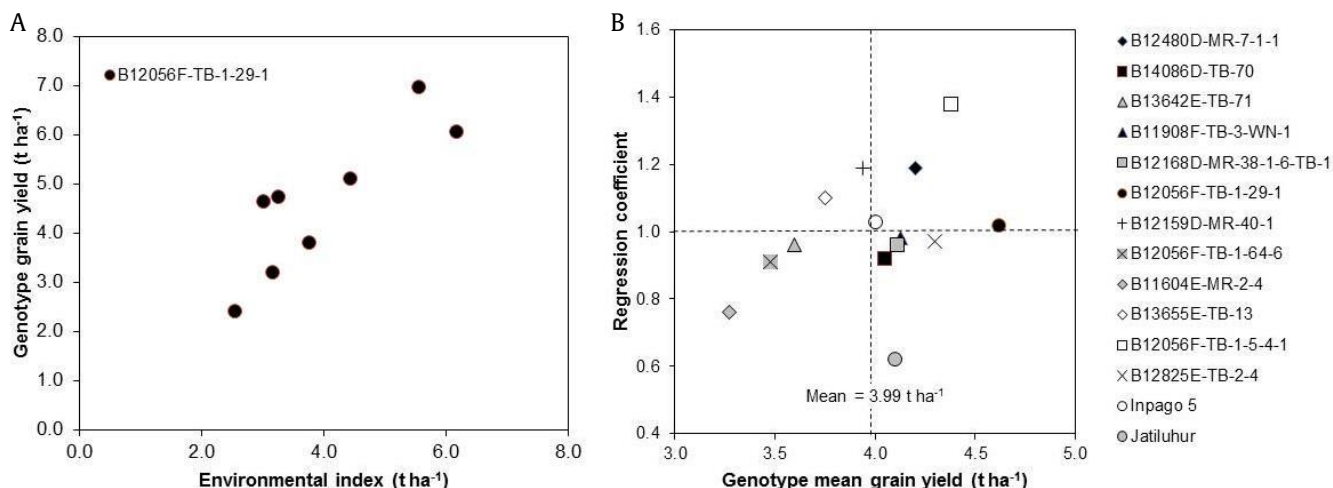 A
8.0
7.0
6.0
5.0
4.0
3.0
2.0
1.0
0.0
Genotype grain yield (t ha-1)
B12056F-TB-1-29-1
0.0
2.0
4.0
6.0
8.0
Environmental index (t ha-1)
B
1.6
1.4
1.2
1.0
0.8
0.6
0.4
Regression coefficient
Mean = 3.99 t ha-1
3.0
3.5
4.0
4.5
5.0
Genotype mean grain yield (t ha-1)
B12480D-MR-7-1-1
B14086D-TB-70
B13642E-TB-71
B11908F-TB-3-WN-1
B12168D-MR-38-1-6-TB-1
B12056F-TB-1-29-1
B12159D-MR-40-1
B12056F-TB-1-64-6
B11604E-MR-2-4
B13655E-TB-13
B12056F-TB-1-5-4-1
B12825E-TB-2-4
Inpago 5
Jatiluhur